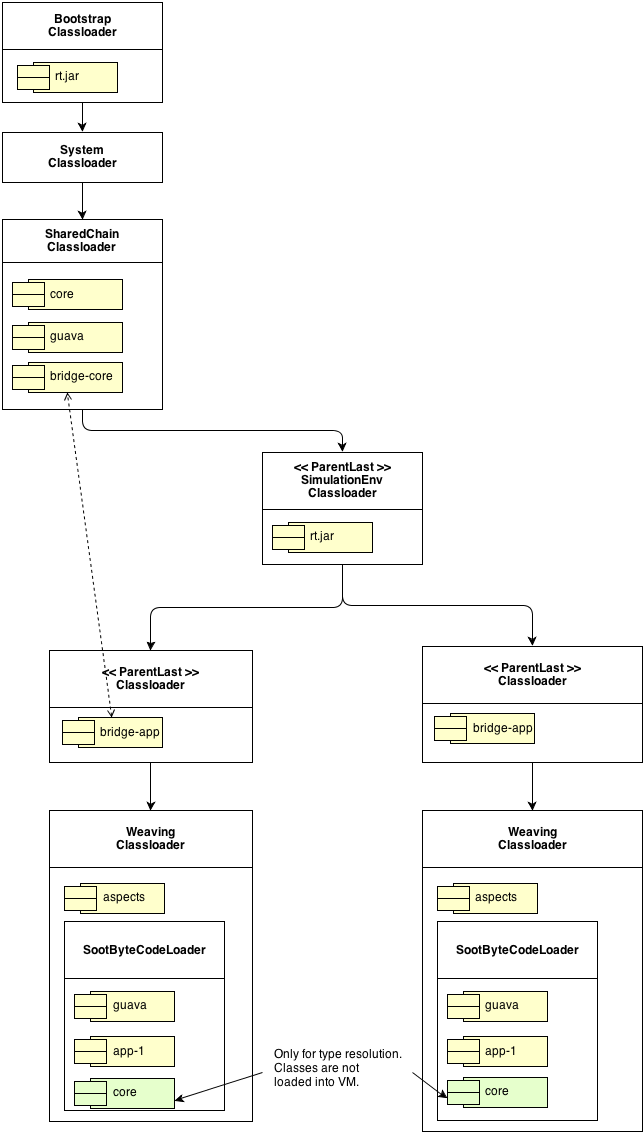 Bootstrap
Classloader
rt.jar
System
Classloader
SharedChain
Classloader
core
guava
bridge-core
<< ParentLast >>
SimulationEnv
Classloader
rt.jar
<< ParentLast >>
Classloader
bridge-app
<< ParentLast >>
Classloader
bridge-app
Weaving
Classloader
aspects
SootByteCodeLoader
guava
app-1
core
Only for type resolution.
Classes are not
loaded into VM.
Weaving
Classloader
aspects
SootByteCodeLoader
guava
app-1
core